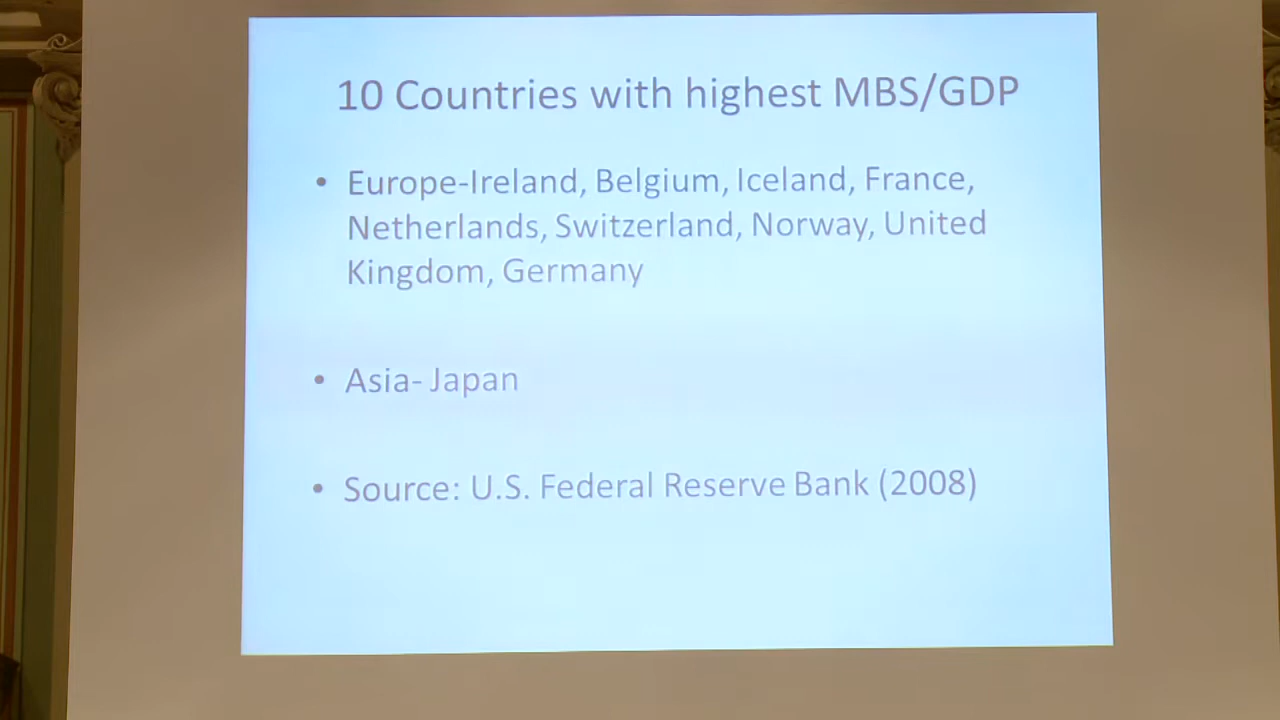 10 Countries with highest MBS/GDP
• Europe-Ireland, Belgium, Iceland, France,
Netherlands, Switzerland, Norway, United
Kingdom, Germany
• Asia- Japan
• Source: U.S. Federal Reserve Bank (2008)